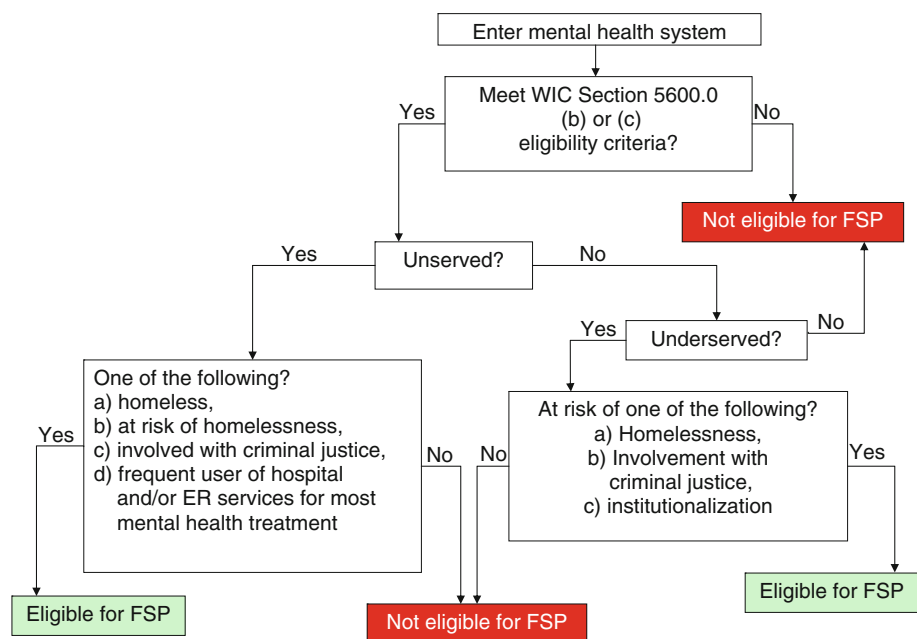 Enter mental health system
Meet WIC Section 5600.0
(b) or (c)
eligibility criteria?
Yes
No
Not eligible for FSP
Unserved?
Yes
No
Underserved?
Yes
No
One of the following?
a) homeless,
b) at risk of homelessness,
c) involved with criminal justice,
d) frequent user of hospital
and/or ER services for most
mental health treatment
Yes
No
At risk of one of the following?
a) Homelessness,
b) Involvement with
criminal justice,
c) institutionalization
No
Yes
Eligible for FSP
Not eligible for FSP
Eligible for FSP